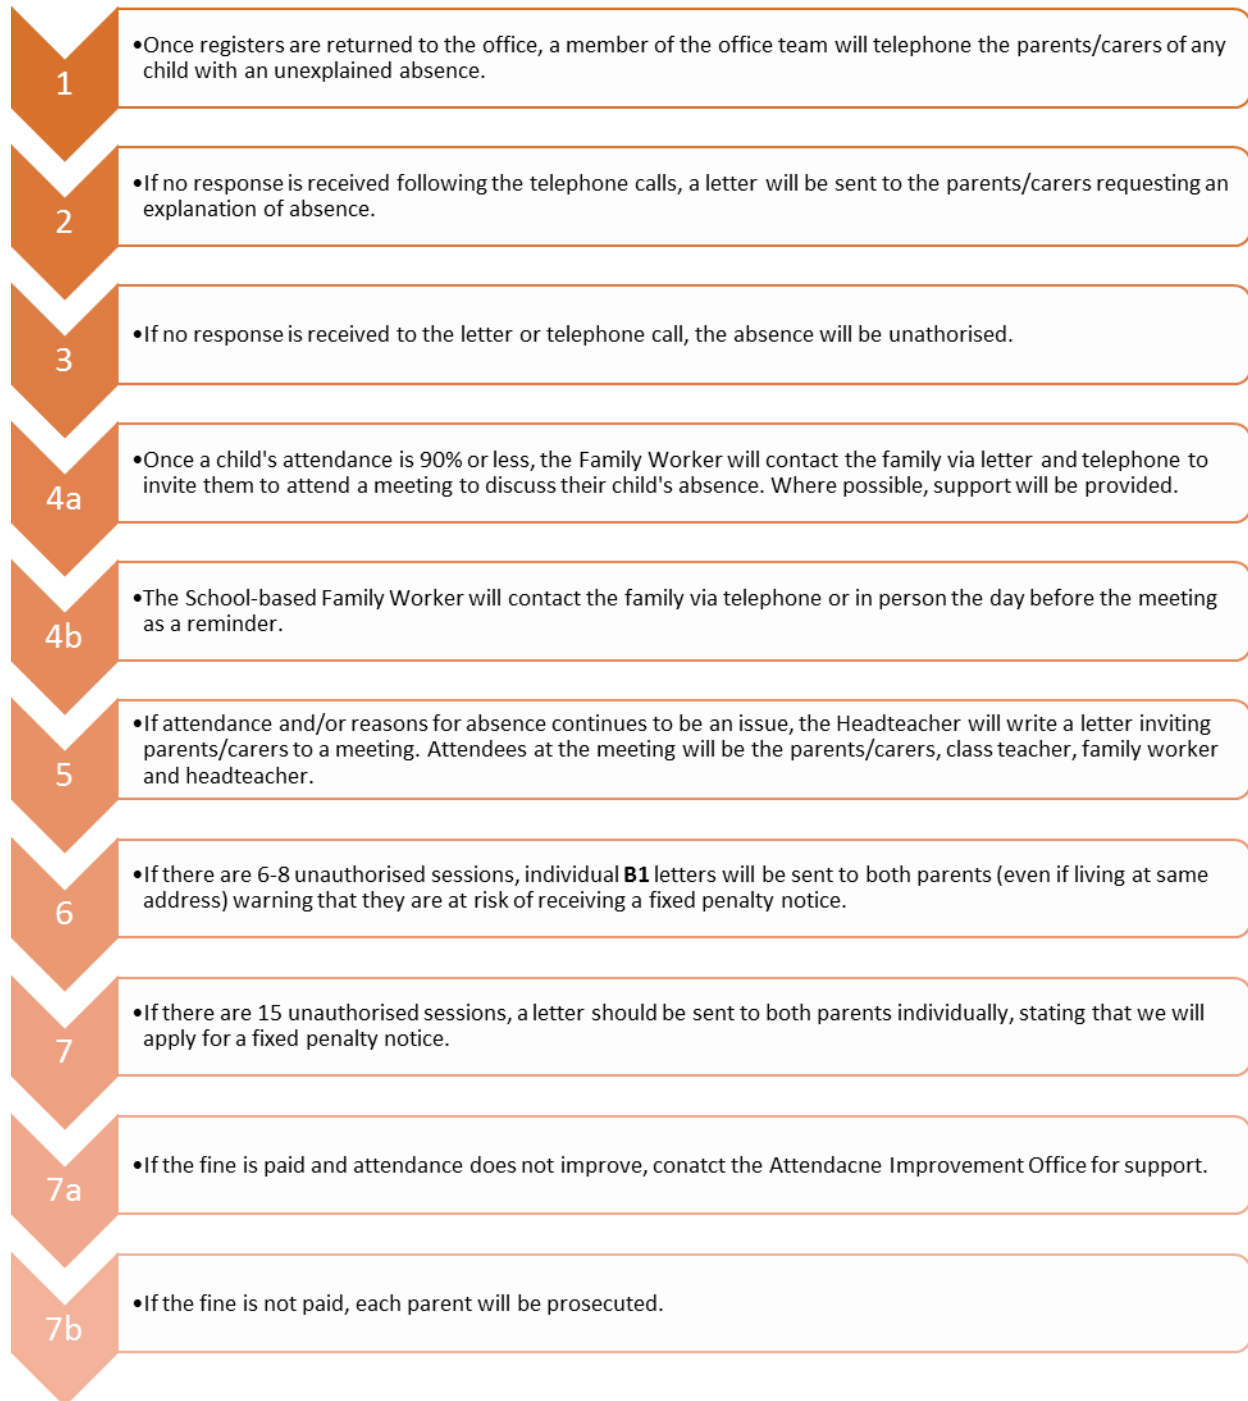 1
•Once registers are returned to the office, a member of the office team will telephone the parents/carers of any
child with an unexplained absence.
2
•If no response is received following the telephone calls, a letter will be sent to the parents/carers requesting an
explanation of absence.
3
•If no response is received to the letter or telephone call, the absence will be unathorised.
4a
•Once a child's attendance is 90% or less, the Family Worker will contact the family via letter and telephone to
invite them to attend a meeting to discuss their child's absence. Where possible, support will be provided.
4b
•The School-based Family Worker will contact the family via telephone or in person the day before the meeting
as a reminder.
5
•If attendance and/or reasons for absence continues to be an issue, the Headteacher will write a letter inviting
parents/carers to a meeting. Attendees at the meeting will be the parents/carers, class teacher, family worker
and headteacher.
6
•If there are 6-8 unauthorised sessions, individual B1 letters will be sent to both parents (even if living at same
address) warning that they are at risk of receiving a fixed penalty notice.
7
•If there are 15 unauthorised sessions, a letter should be sent to both parents individually, stating that we will
apply for a fixed penalty notice.
7a
•If the fine is paid and attendance does not improve, conatct the Attendacne Improvement Office for support.
7b
•If the fine is not paid, each parent will be prosecuted.